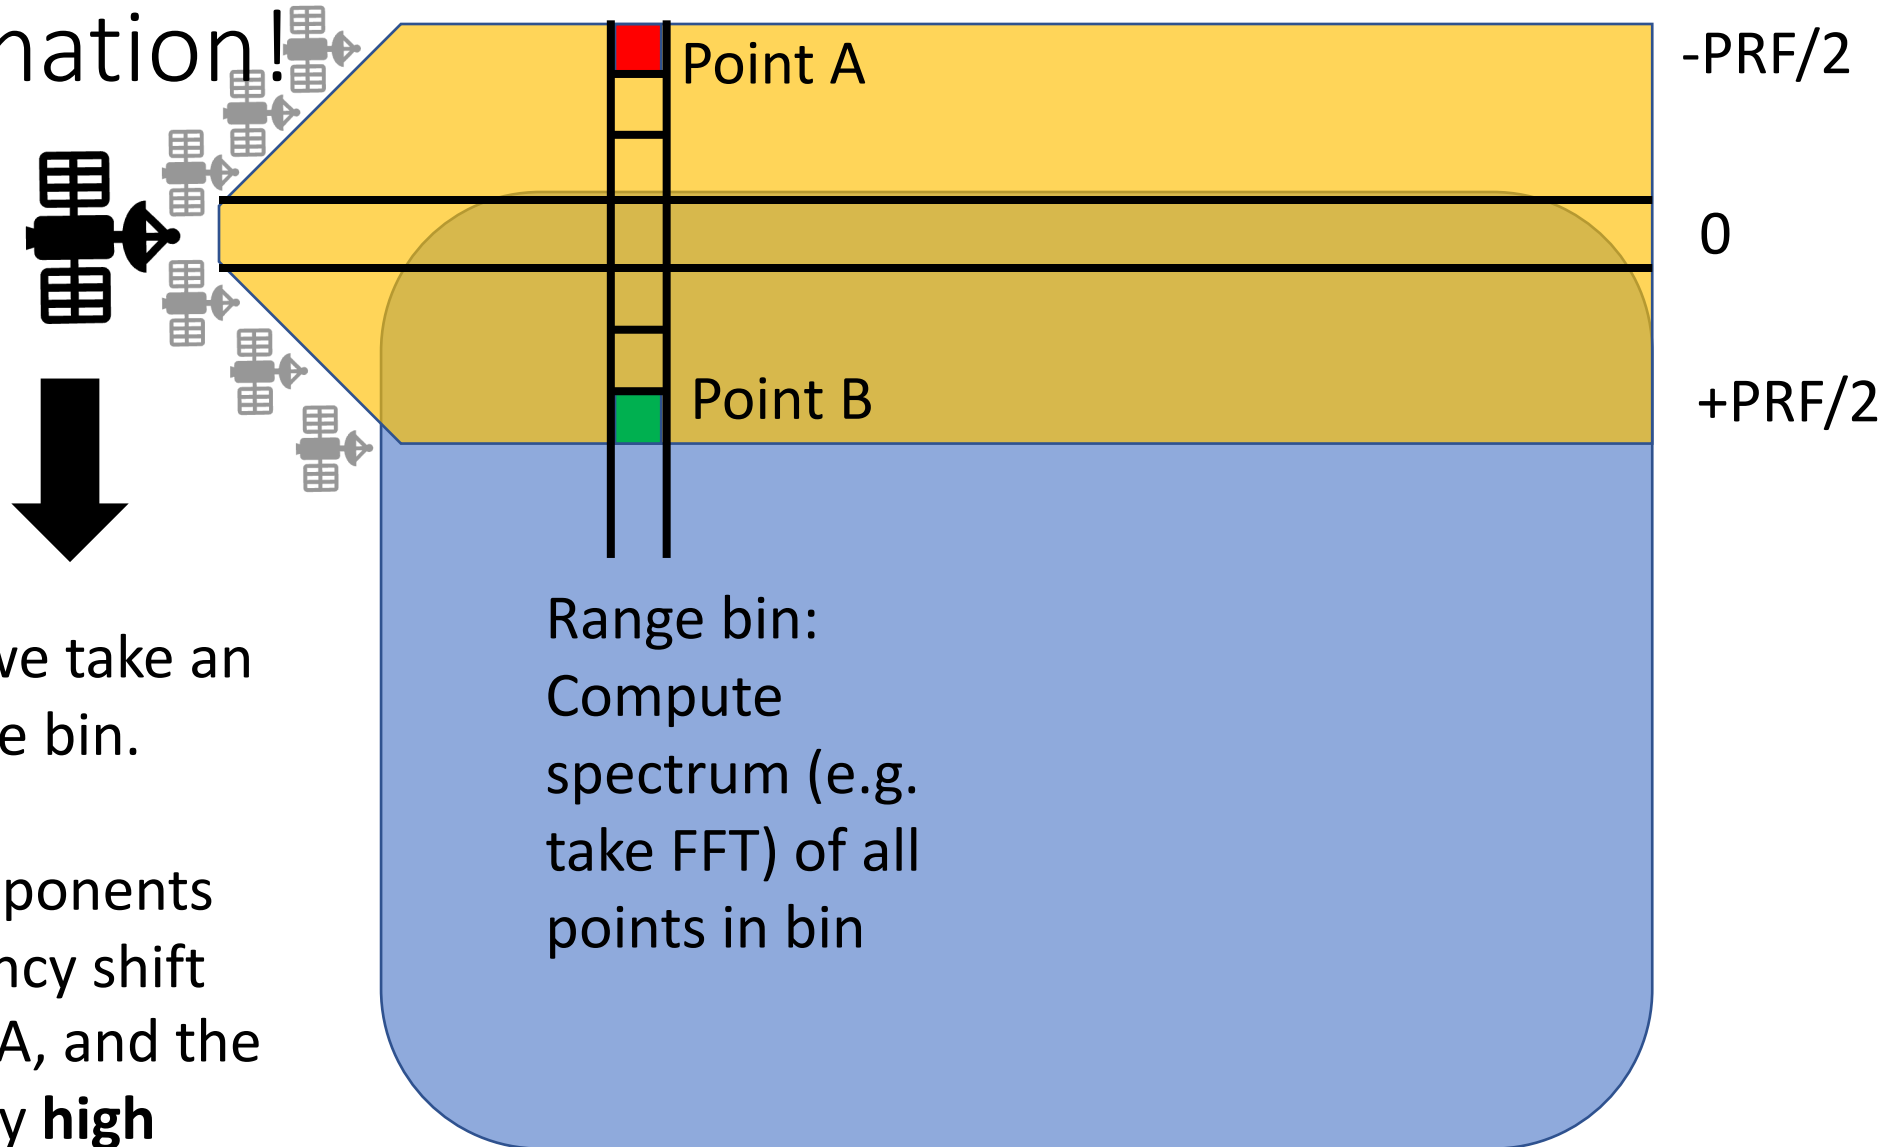 nation!
Point A
-PRF/2
0
Point B
+PRF/2
Range bin:
Compute
spectrum (e.g.
take FFT) of all
points in bin
we take an
e bin.
ponents
ncy shift
A, and the
y high